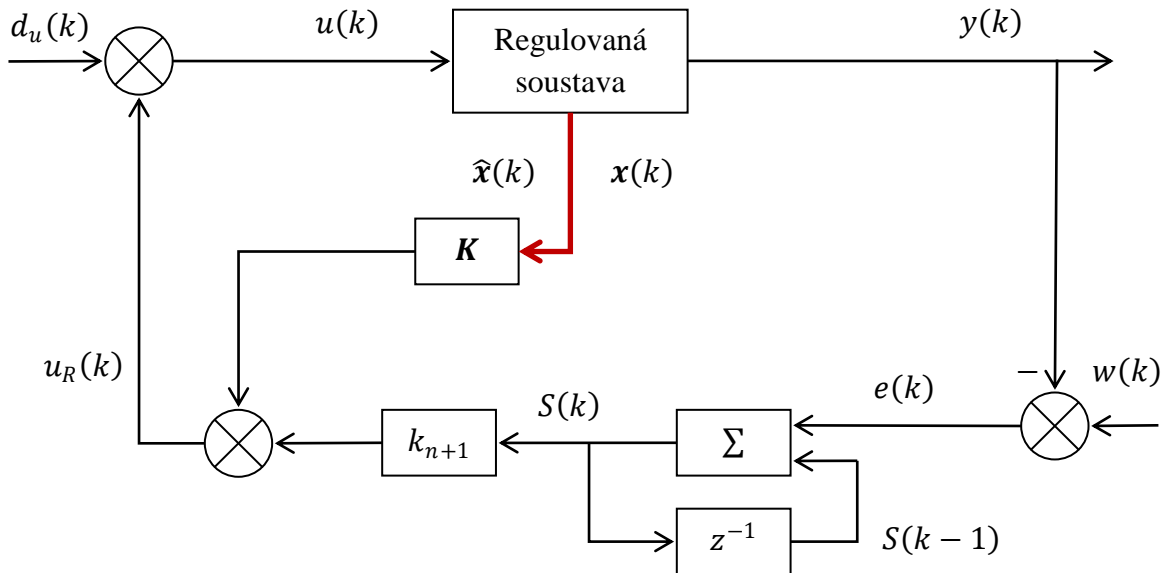 d_u(k)
u(k)
Regulovaná
soustava
y(k)
x̂(k)
x(k)
K
u_R(k)
−
w(k)
e(k)
S(k)
k_{n+1}
Σ
z^{−1}
S(k − 1)